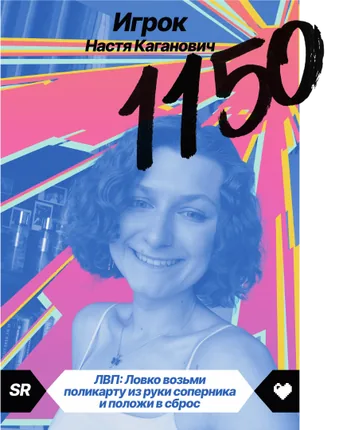 Игрок
Настя Каганович
1150
SR
ЛВП: Ловко возьми
поликарту из руки соперника
и положи в сброс